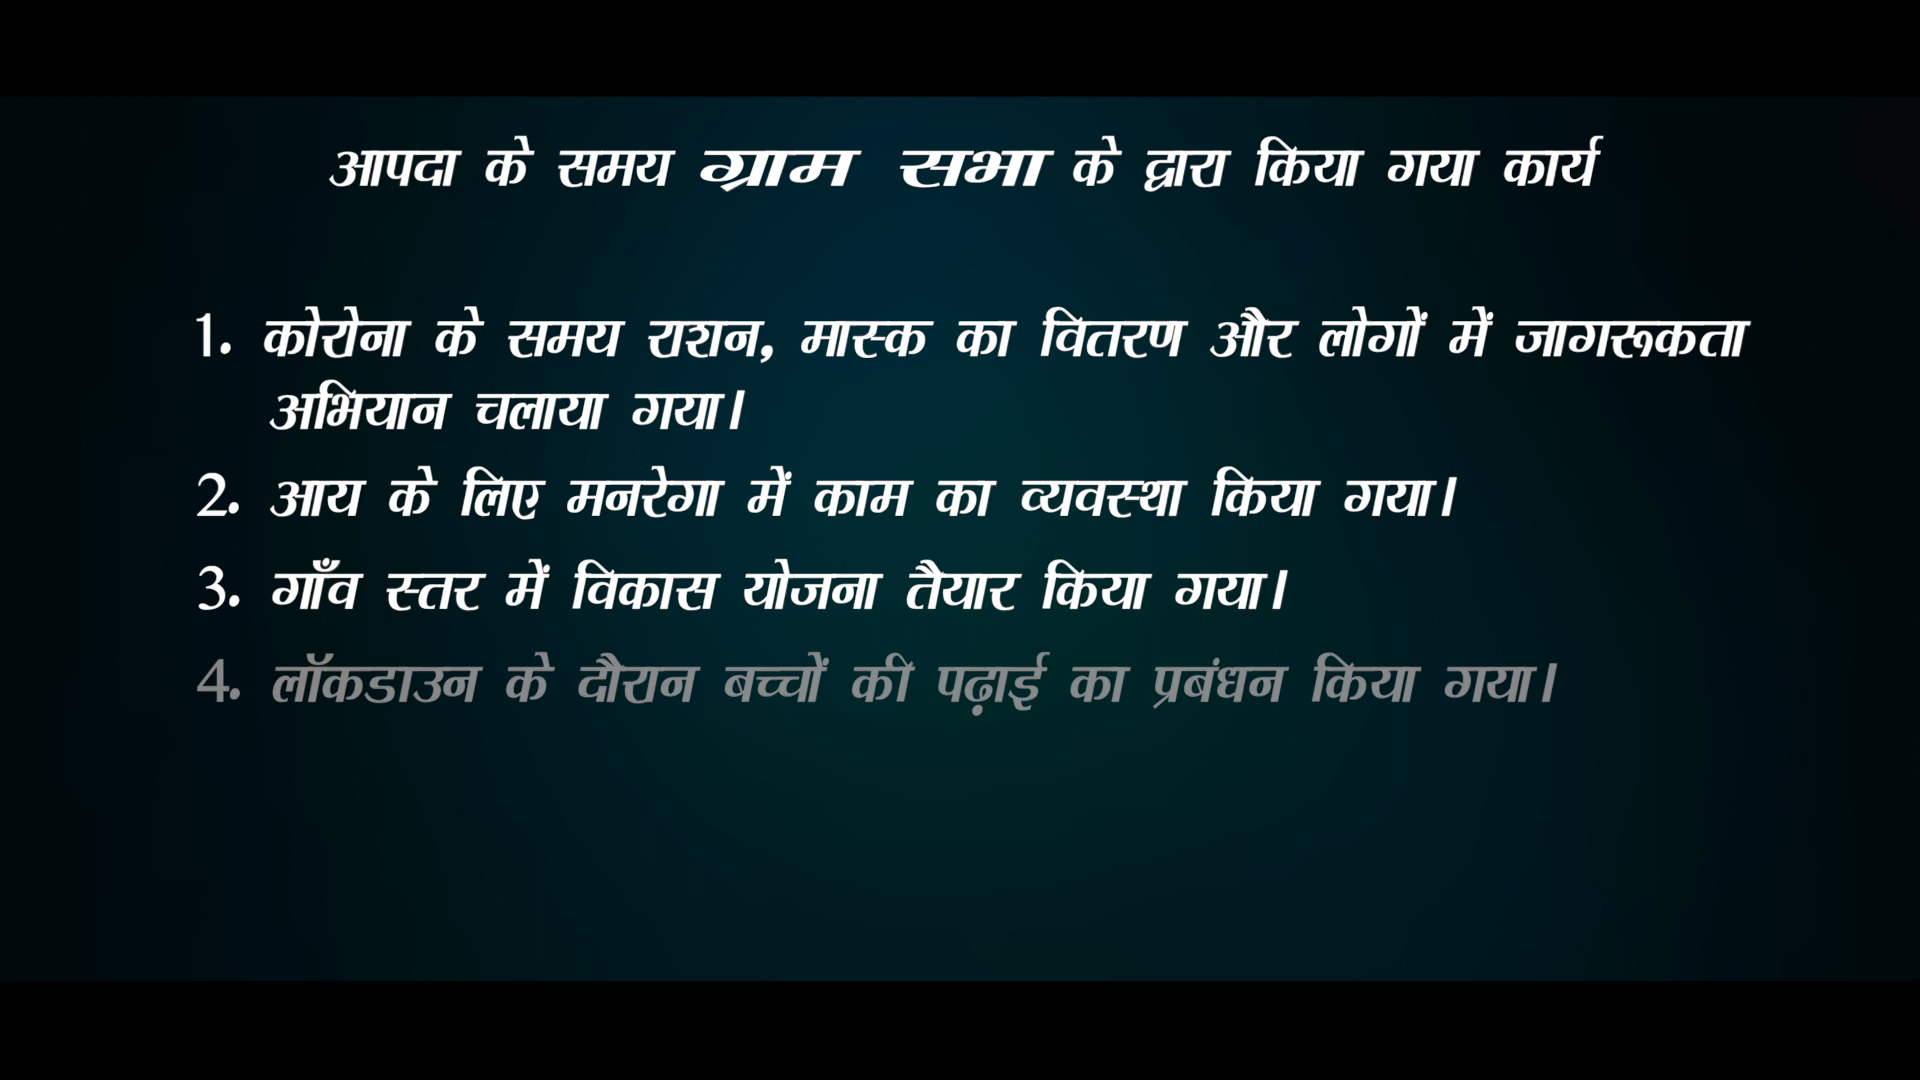 आपदा के समय ग्राम सभा के द्वारा किया गया कार्य
1. कोरोना के समय राशन, मास्क का वितरण और लोगों में जागरूकता
अभियान चलाया गया।
2. आय के लिए मनरेगा में काम का व्यवस्था किया गया।
3. गाँव स्तर में विकास योजना तैयार किया गया।
4. लॉकडाउन के दौरान बच्चों की पढ़ाई का प्रबंधन किया गया।